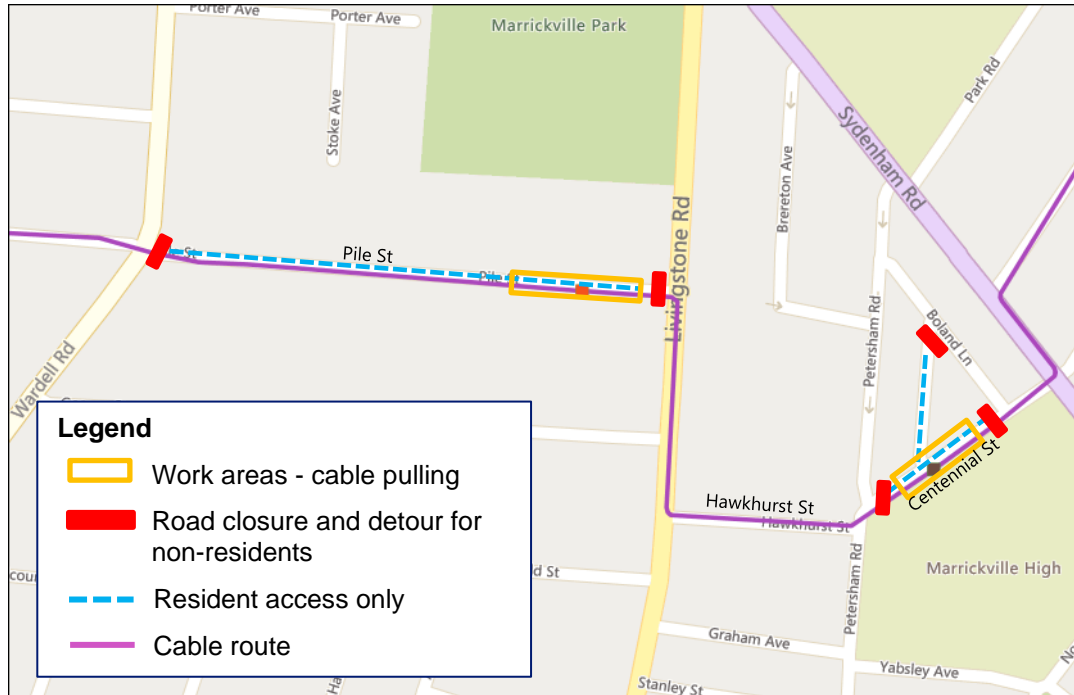 Porter Ave
Porter Ave
Marrickville Park
Stoke Ave
Park Rd
Sydenham Rd
Brereton Ave
Pile St
St
Pile
Livingstone Rd
Petersham Rd
Boland Ln
Wardell Rd
Legend
Work areas - cable pulling
Road closure and detour for
non-residents
Resident access only
Cable route
Hawkhurst St
Hawkhurst St
Centennial St
Petersham Rd
Marrickville High
Graham Ave
Yabsley Ave
Stanley St